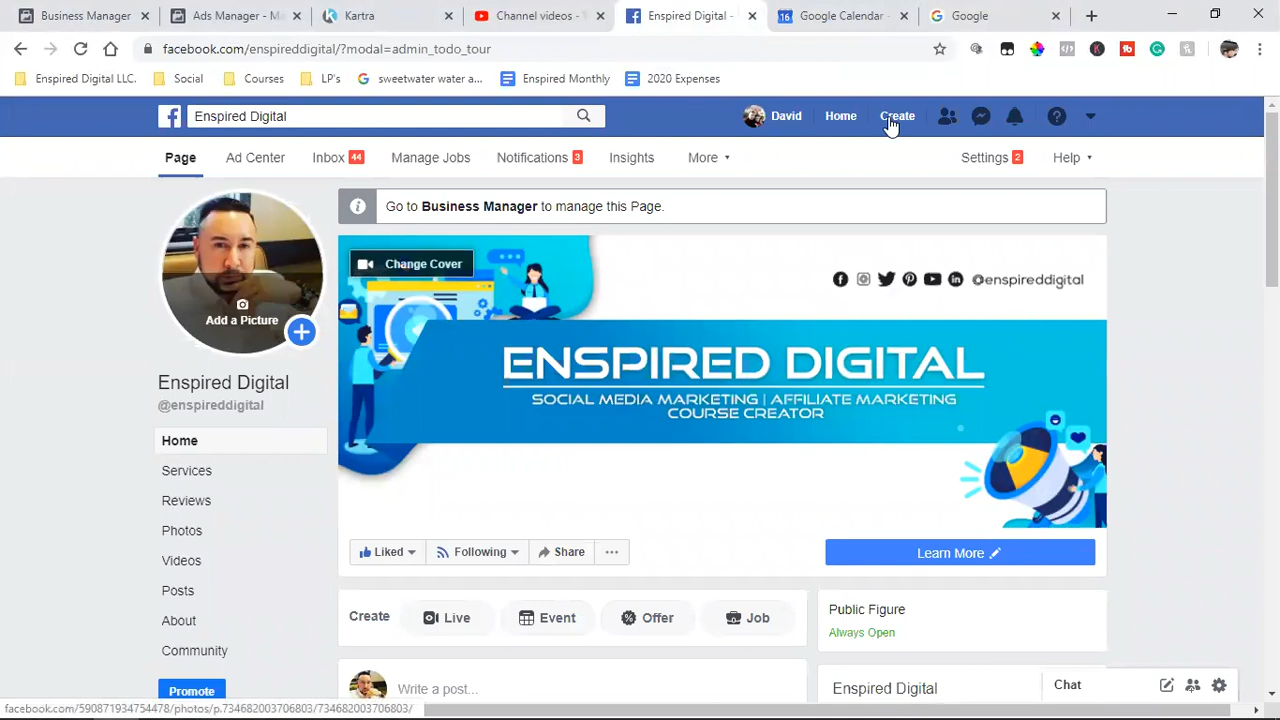 Business Manager
Ads Manager - M
Kartra
Channel videos - 
Enspired Digital -
Google Calendar -
Google
facebook.com/enspireddigital/?modal=admin_todo_tour
Enspired Digital LLC.
Social
Courses
LP's
sweetwater water a...
Enspired Monthly
2020 Expenses
Enspired Digital
David
Home
Create
Page
Ad Center
Inbox 44
Manage Jobs
Notifications 3
Insights
More
Settings 2
Help
Go to Business Manager to manage this Page.
Change Cover
@enspireddigital
ENSPIRED DIGITAL
SOCIAL MEDIA MARKETING | AFFILIATE MARKETING
COURSE CREATOR
Add a Picture
Enspired Digital
@enspireddigital
Home
Services
Reviews
Photos
Videos
Posts
About
Community
Promote
Liked
Following
Share
Learn More
Create
Live
Event
Offer
Job
Public Figure
Always Open
Write a post...
Enspired Digital
Chat
facebook.com/590871934754478/photos/p.734682003706803/734682003706803/